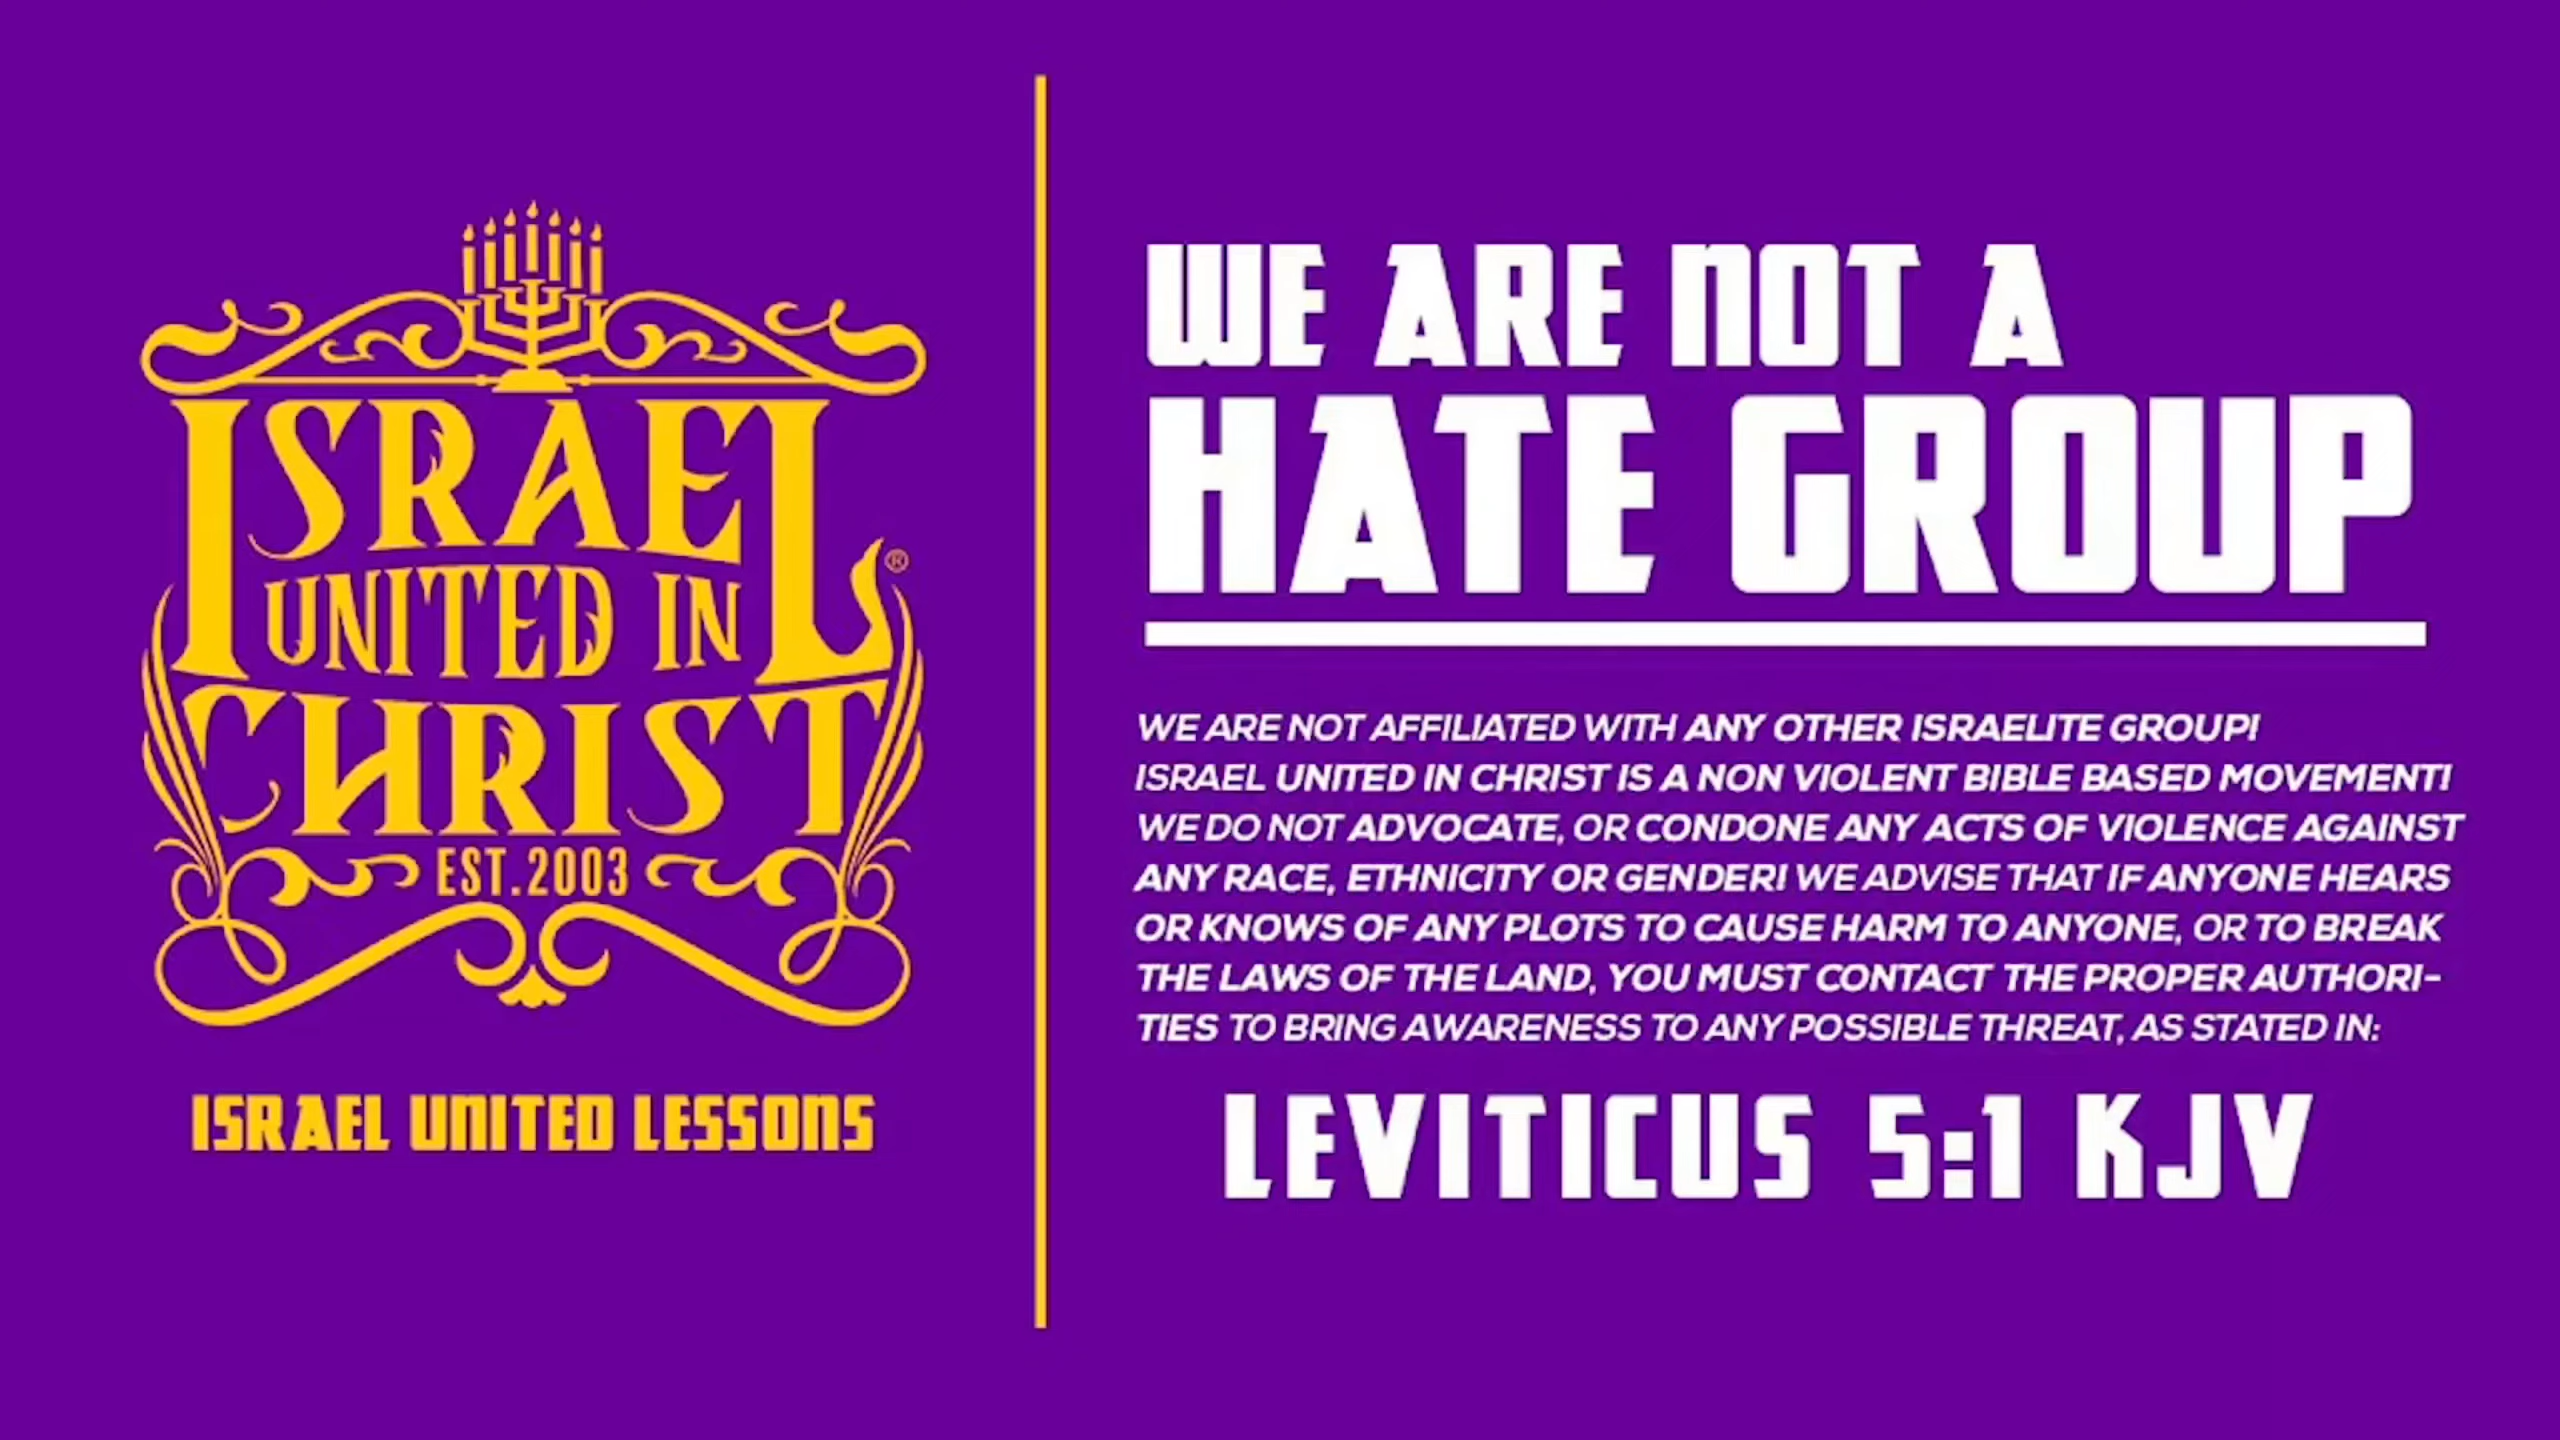 ISRAEL
UNITED IN
CHRIST
®
EST.2003
ISRAEL UNITED LESSONS
WE ARE NOT A
HATE GROUP
WE ARE NOT AFFILIATED WITH ANY OTHER ISRAELITE GROUP!
ISRAEL UNITED IN CHRIST IS A NON VIOLENT BIBLE BASED MOVEMENT!
WE DO NOT ADVOCATE, OR CONDONE ANY ACTS OF VIOLENCE AGAINST
ANY RACE, ETHNICITY OR GENDER! WE ADVISE THAT IF ANYONE HEARS
OR KNOWS OF ANY PLOTS TO CAUSE HARM TO ANYONE, OR TO BREAK
THE LAWS OF THE LAND, YOU MUST CONTACT THE PROPER AUTHORI-
TIES TO BRING AWARENESS TO ANY POSSIBLE THREAT, AS STATED IN:
LEVITICUS 5:1 KJV